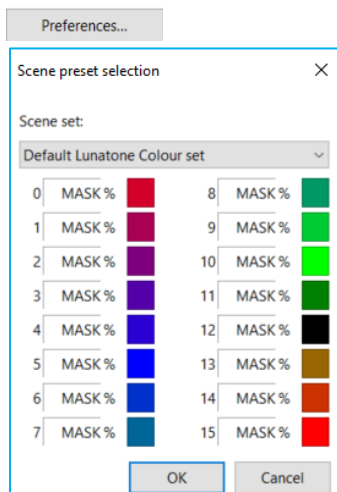 Preferences...
Scene preset selection
Scene set:
Default Lunatone Colour set
0 MASK % 8 MASK %
1 MASK % 9 MASK %
2 MASK % 10 MASK %
3 MASK % 11 MASK %
4 MASK % 12 MASK %
5 MASK % 13 MASK %
6 MASK % 14 MASK %
7 MASK % 15 MASK %
OK Cancel